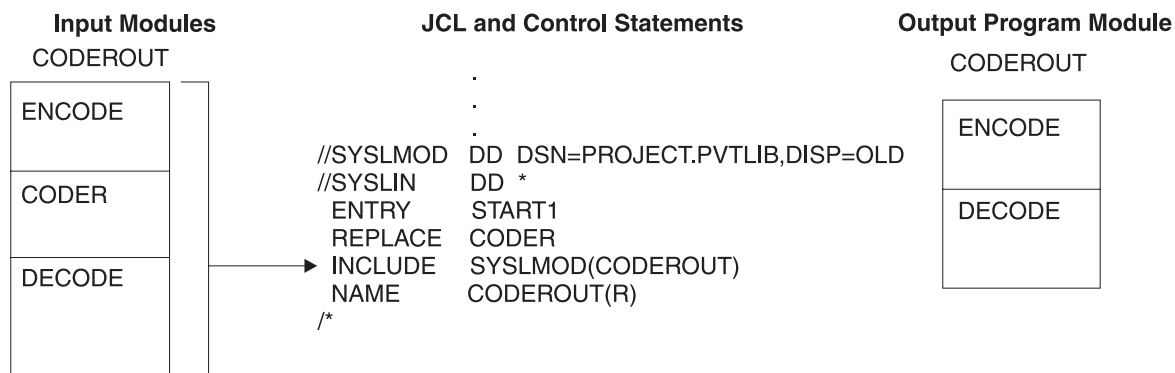 Input Modules
JCL and Control Statements
Output Program Module
CODEROUT
ENCODE
CODER
DECODE
.
.
.
//SYSLMOD DD DSN=PROJECT.PVTLIB,DISP=OLD
//SYSLIN DD *
ENTRY START1
REPLACE CODER
INCLUDE SYSLMOD(CODEROUT)
NAME CODEROUT(R)
/*
CODEROUT
ENCODE
DECODE